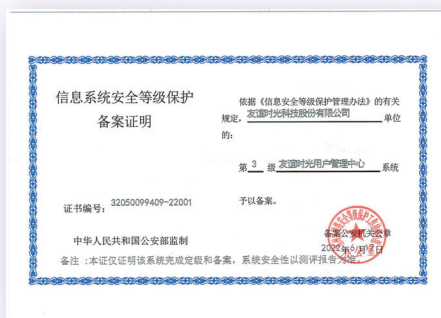 信息系统安全等级保护
备案证明
证书编号：32050099409-22001
中华人民共和国公安部监制
依据《信息安全等级保护管理办法》的有关
规定，友谊时光科技股份有限公司 单位
的：
第 3 级 友谊时光用户管理中心 系统
予以备案。
备案公安机关公章
备注：本证仅证明该系统完成定级和备案，系统安全性以测评报告为准。